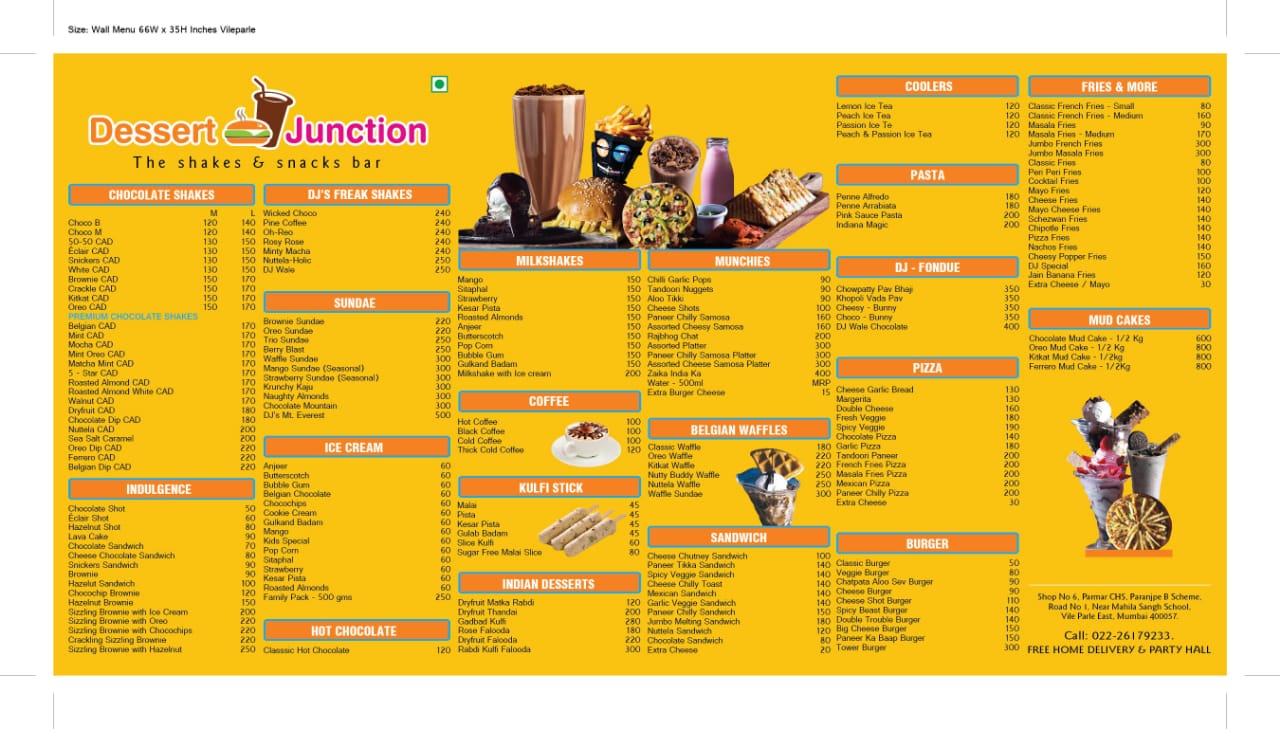 Size: Wall Menu 66W x 35H Inches Vileparle
Dessert Junction
The shakes & snacks bar
CHOCOLATE SHAKES
M L
Choco B 120 140
Choco M 120 140
50-50 CAD 130 150
Éclair CAD 130 150
Snickers CAD 130 150
White CAD 130 150
Brownie CAD 150 170
Crackle CAD 150 170
Kitkat CAD 150 170
Oreo CAD 150 170
PREMIUM CHOCOLATE SHAKES
Belgian CAD 170
Mint CAD 170
Mocha CAD 170
Mint Oreo CAD 170
Matcha Mint CAD 170
5 - Star CAD 170
Roasted Almond CAD 170
Roasted Almond White CAD 170
Walnut CAD 170
Dryfruit CAD 180
Chocolate Dip CAD 180
Nuttela CAD 200
Sea Salt Caramel 200
Oreo Dip CAD 220
Ferrero CAD 220
Belgian Dip CAD 220
INDULGENCE
Chocolate Shot 50
Éclair Shot 60
Hazelnut Shot 80
Lava Cake 90
Chocolate Sandwich 70
Cheese Chocolate Sandwich 80
Snickers Sandwich 90
Brownie 90
Hazelut Sandwich 100
Chocochip Brownie 120
Hazelnut Brownie 150
Sizzling Brownie with Ice Cream 200
Sizzling Brownie with Oreo 220
Sizzling Brownie with Chocochips 220
Crackling Sizzling Brownie 220
Sizzling Brownie with Hazelnut 250
DJ'S FREAK SHAKES
Wicked Choco 240
Pine Coffee 240
Oh-Reo 240
Rosy Rose 240
Minty Macha 240
Nuttela-Holic 250
DJ Wale 250
SUNDAE
Brownie Sundae 220
Oreo Sundae 220
Trio Sundae 250
Berry Blast 250
Waffle Sundae 300
Mango Sundae (Seasonal) 300
Strawberry Sundae (Seasonal) 300
Krunchy Kaju 300
Naughty Almonds 300
Chocolate Mountain 300
DJ's Mt. Everest 500
ICE CREAM
Anjeer 60
Butterscotch 60
Bubble Gum 60
Belgian Chocolate 60
Chocochips 60
Cookie Cream 60
Gulkand Badam 60
Mango 60
Kids Special 60
Pop Corn 60
Sitaphal 60
Strawberry 60
Kesar Pista 60
Roasted Almonds 60
Family Pack - 500 gms 250
HOT CHOCOLATE
Classsic Hot Chocolate 120
MILKSHAKES
Mango 150
Sitaphal 150
Strawberry 150
Kesar Pista 150
Roasted Almonds 150
Anjeer 150
Butterscotch 150
Pop Corn 150
Bubble Gum 150
Gulkand Badam 150
Milkshake with Ice cream 200
COFFEE
Hot Coffee 100
Black Coffee 100
Cold Coffee 100
Thick Cold Coffee 120
KULFI STICK
Malai 45
Pista 45
Kesar Pista 45
Gulab Badam 45
Slice Kulfi 60
Sugar Free Malai Slice 80
INDIAN DESSERTS
Dryfruit Matka Rabdi 120
Dryfruit Thandai 200
Gadbad Kulfi 280
Rose Falooda 180
Dryfruit Falooda 220
Rabdi Kulfi Falooda 300
MUNCHIES
Chilli Garlic Pops 90
Tandoori Nuggets 90
Aloo Tikki 90
Cheese Shots 100
Paneer Chilly Samosa 160
Assorted Cheesy Samosa 160
Rajbhog Chat 200
Assorted Platter 300
Paneer Chilly Samosa Platter 300
Assorted Cheese Samosa Platter 300
Zaika India Ka 400
Water - 500ml MRP
Extra Burger Cheese 15
BELGIAN WAFFLES
Classic Waffle 180
Oreo Waffle 220
Kitkat Waffle 220
Nutty Buddy Waffle 250
Nuttela Waffle 250
Waffle Sundae 300
SANDWICH
Cheese Chutney Sandwich 100
Paneer Tikka Sandwich 140
Spicy Veggie Sandwich 140
Cheese Chilly Toast 140
Mexican Sandwich 140
Garlic Veggie Sandwich 140
Paneer Chilly Sandwich 150
Jumbo Melting Sandwich 180
Nuttela Sandwich 120
Chocolate Sandwich 80
Extra Cheese 20
COOLERS
Lemon Ice Tea 120
Peach Ice Tea 120
Passion Ice Te 120
Peach & Passion Ice Tea 120
PASTA
Penne Alfredo 180
Penne Arrabiata 180
Pink Sauce Pasta 200
Indiana Magic 200
DJ - FONDUE
Chowpatty Pav Bhaji 350
Khopoli Vada Pav 350
Cheesy - Bunny 350
Choco - Bunny 350
DJ Wale Chocolate 400
PIZZA
Cheese Garlic Bread 130
Margerita 130
Double Cheese 160
Fresh Veggie 180
Spicy Veggie 190
Chocolate Pizza 140
Garlic Pizza 180
Tandoori Paneer 200
French Fries Pizza 200
Masala Fries Pizza 200
Mexican Pizza 200
Paneer Chilly Pizza 200
Extra Cheese 30
BURGER
Classic Burger 50
Veggie Burger 80
Chatpata Aloo Sev Burger 90
Cheese Burger 90
Cheese Shot Burger 110
Spicy Beast Burger 140
Double Trouble Burger 140
Big Cheese Burger 150
Paneer Ka Baap Burger 150
Tower Burger 300
FRIES & MORE
Classic French Fries - Small 80
Classic French Fries - Medium 160
Masala Fries 90
Masala Fries - Medium 170
Jumbo French Fries 300
Jumbo Masala Fries 300
Classic Fries 80
Peri Peri Fries 100
Cocktail Fries 100
Mayo Fries 120
Cheese Fries 140
Mayo Cheese Fries 140
Schezwan Fries 140
Chipotle Fries 140
Pizza Fries 140
Nachos Fries 140
Cheesy Popper Fries 150
DJ Special 160
Jain Banana Fries 120
Extra Cheese / Mayo 30
MUD CAKES
Chocolate Mud Cake - 1/2 Kg 600
Oreo Mud Cake - 1/2 Kg 800
Kitkat Mud Cake - 1/2kg 800
Ferrero Mud Cake - 1/2Kg 800
Shop No 6, Parmar CHS, Paranjpe B Scheme,
Road No 1, Near Mahila Sangh School,
Vile Parle East, Mumbai 400057.
Call: 022-26179233.
FREE HOME DELIVERY & PARTY HALL